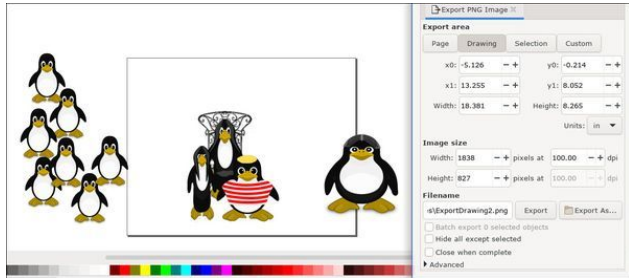 Export PNG Image
Export area
Page Drawing Selection Custom
x0: -5.126 - + y0: -0.214 - +
x1: 13.255 - + y1: 8.052 - +
Width: 18.381 - + Height: 8.265 - +
Units: in
Image size
Width: 1838 - + pixels at 100.00 - + dpi
Height: 827 - + pixels at 100.00 - + dpi
Filename
s\ExportDrawing2.png Export Export As...
Batch export 0 selected objects
Hide all except selected
Close when complete
Advanced